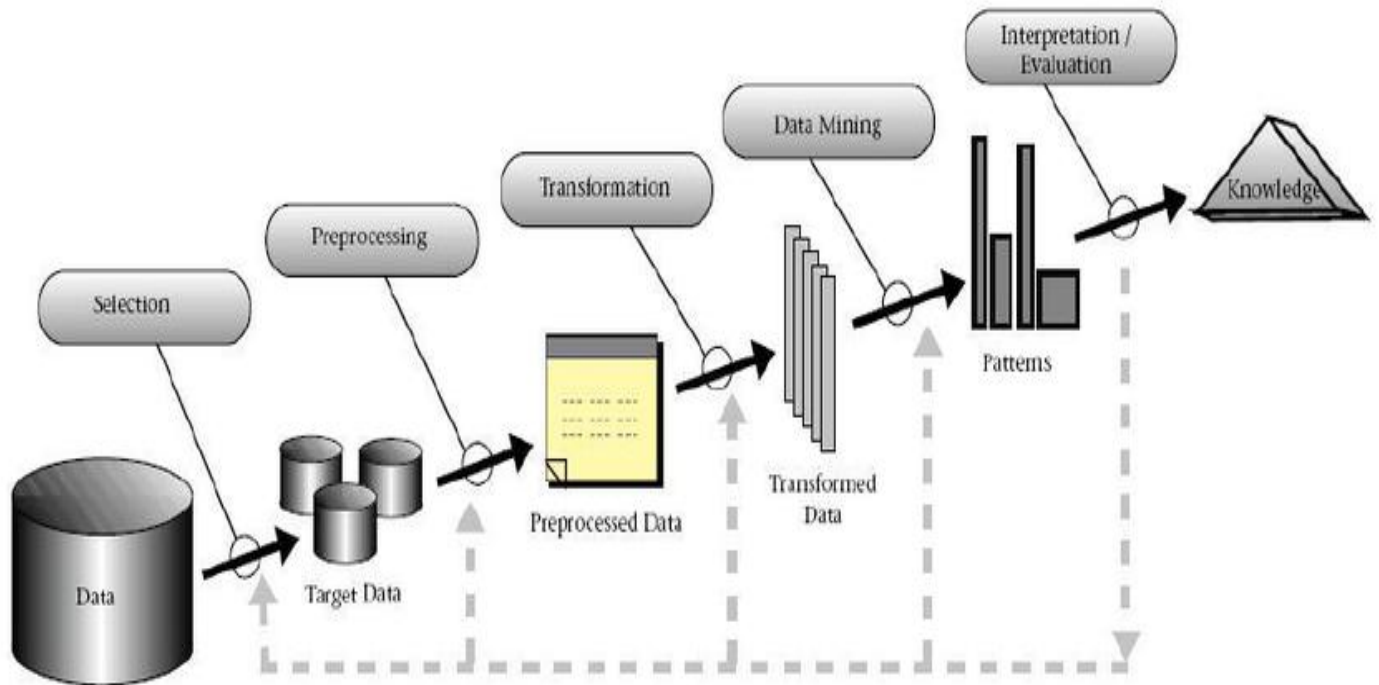 Interpretation /
Evaluation
Data Mining
Transformation
Preprocessing
Selection
Data
Target Data
Preprocessed Data
Transformed
Data
Patterns
Knowledge